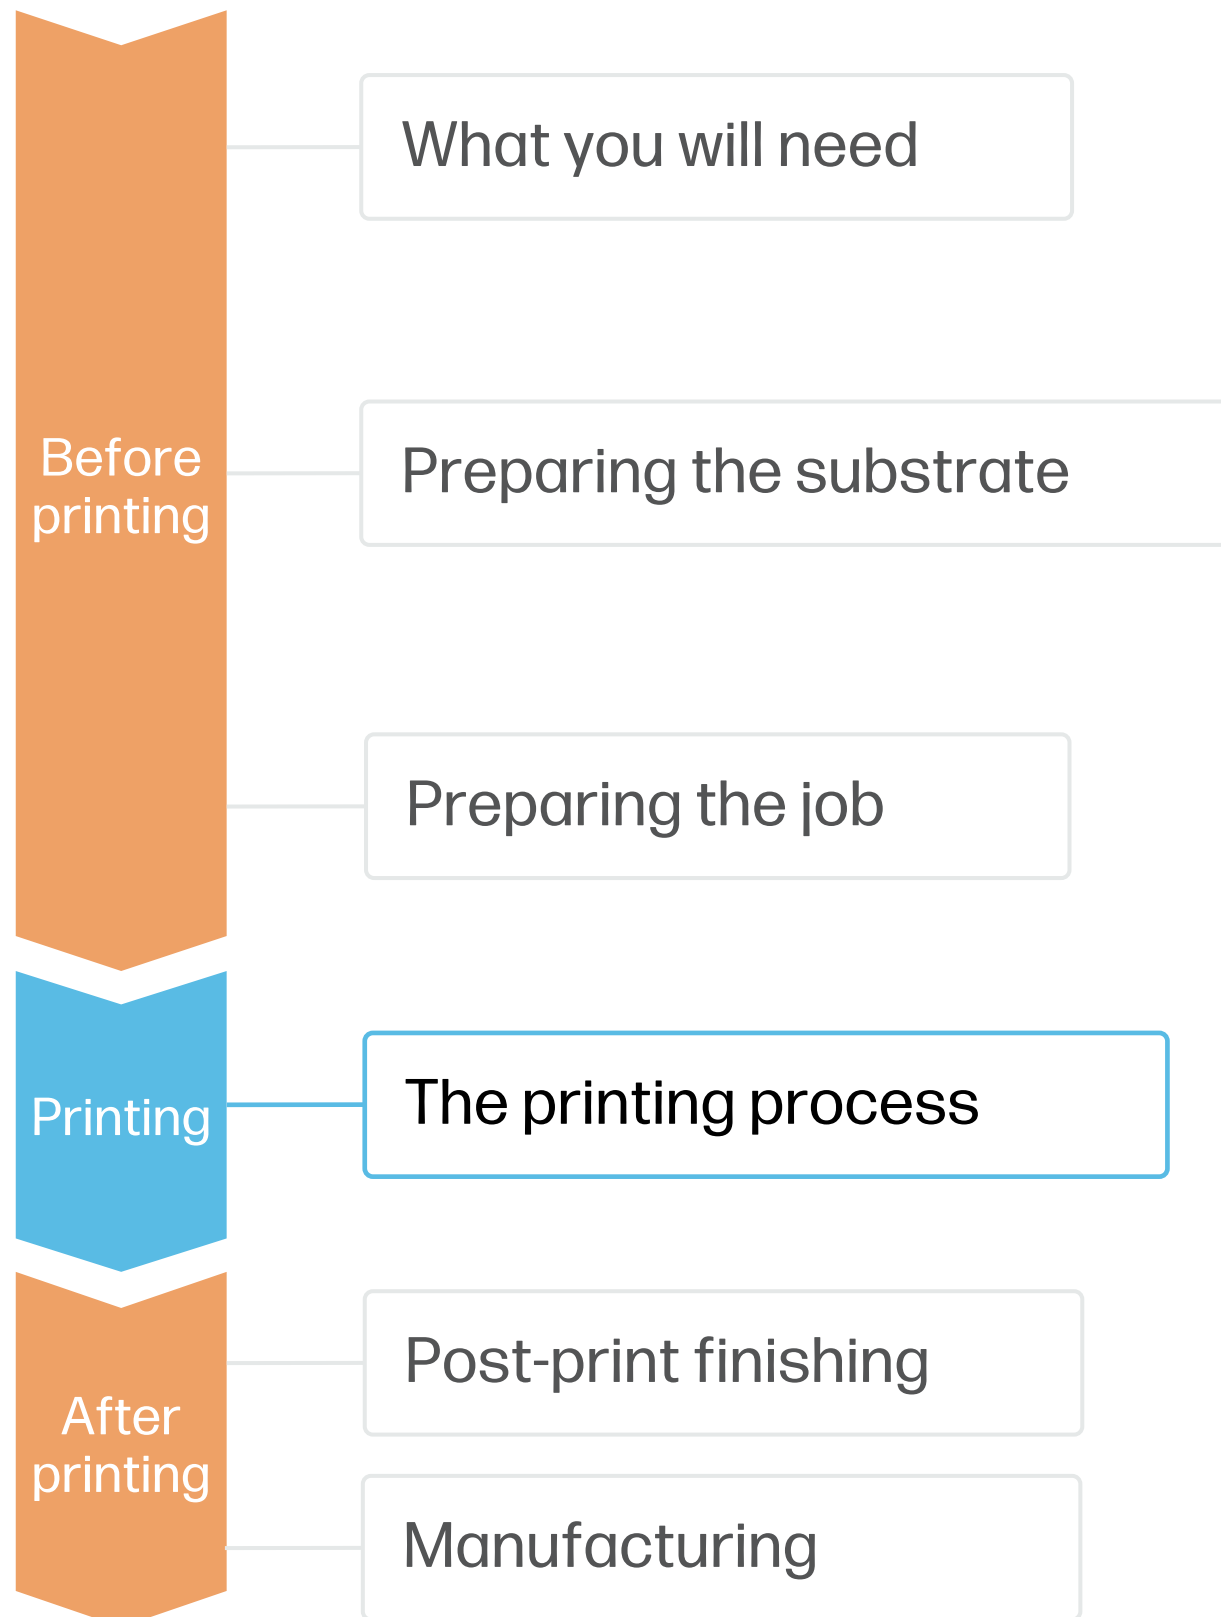 What you will need
Before
printing
Preparing the substrate
Preparing the job
Printing
The printing process
After
printing
Post-print finishing
Manufacturing